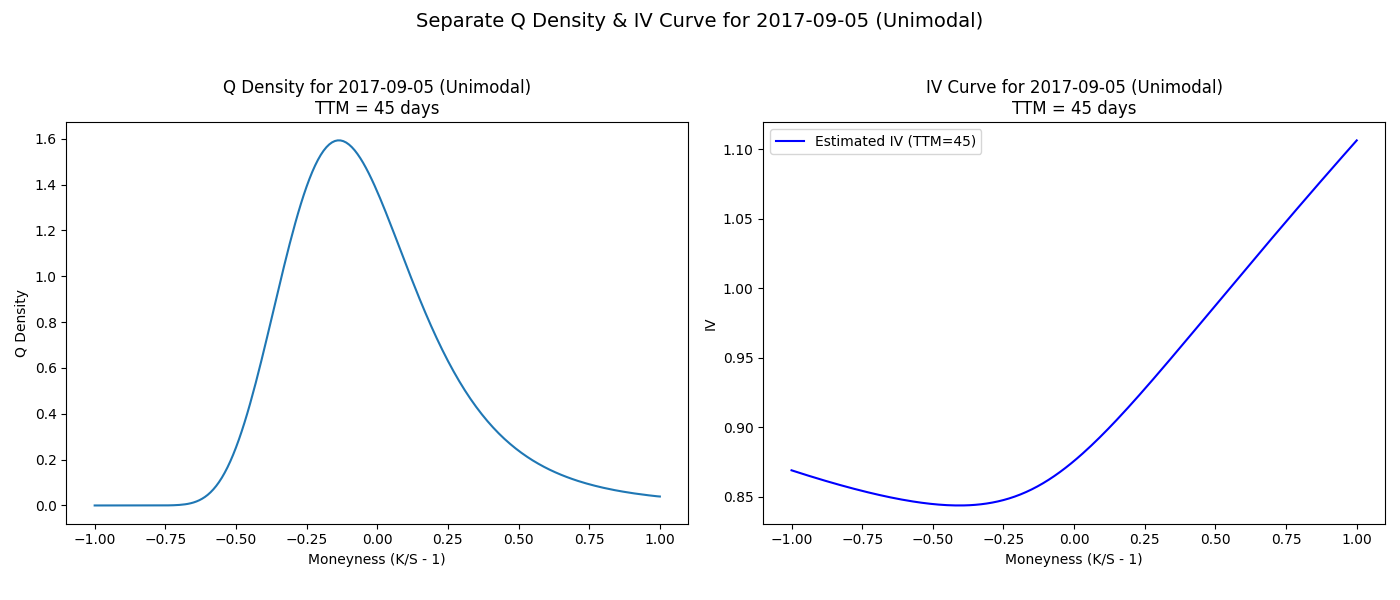 Separate Q Density & IV Curve for 2017-09-05 (Unimodal)
Q Density for 2017-09-05 (Unimodal)
TTM = 45 days
1.6
1.4
1.2
1.0
0.8
0.6
0.4
0.2
0.0
Q Density
−1.00 −0.75 −0.50 −0.25 0.00 0.25 0.50 0.75 1.00
Moneyness (K/S - 1)
IV Curve for 2017-09-05 (Unimodal)
TTM = 45 days
Estimated IV (TTM=45)
1.10
1.05
1.00
0.95
0.90
0.85
IV
−1.00 −0.75 −0.50 −0.25 0.00 0.25 0.50 0.75 1.00
Moneyness (K/S - 1)